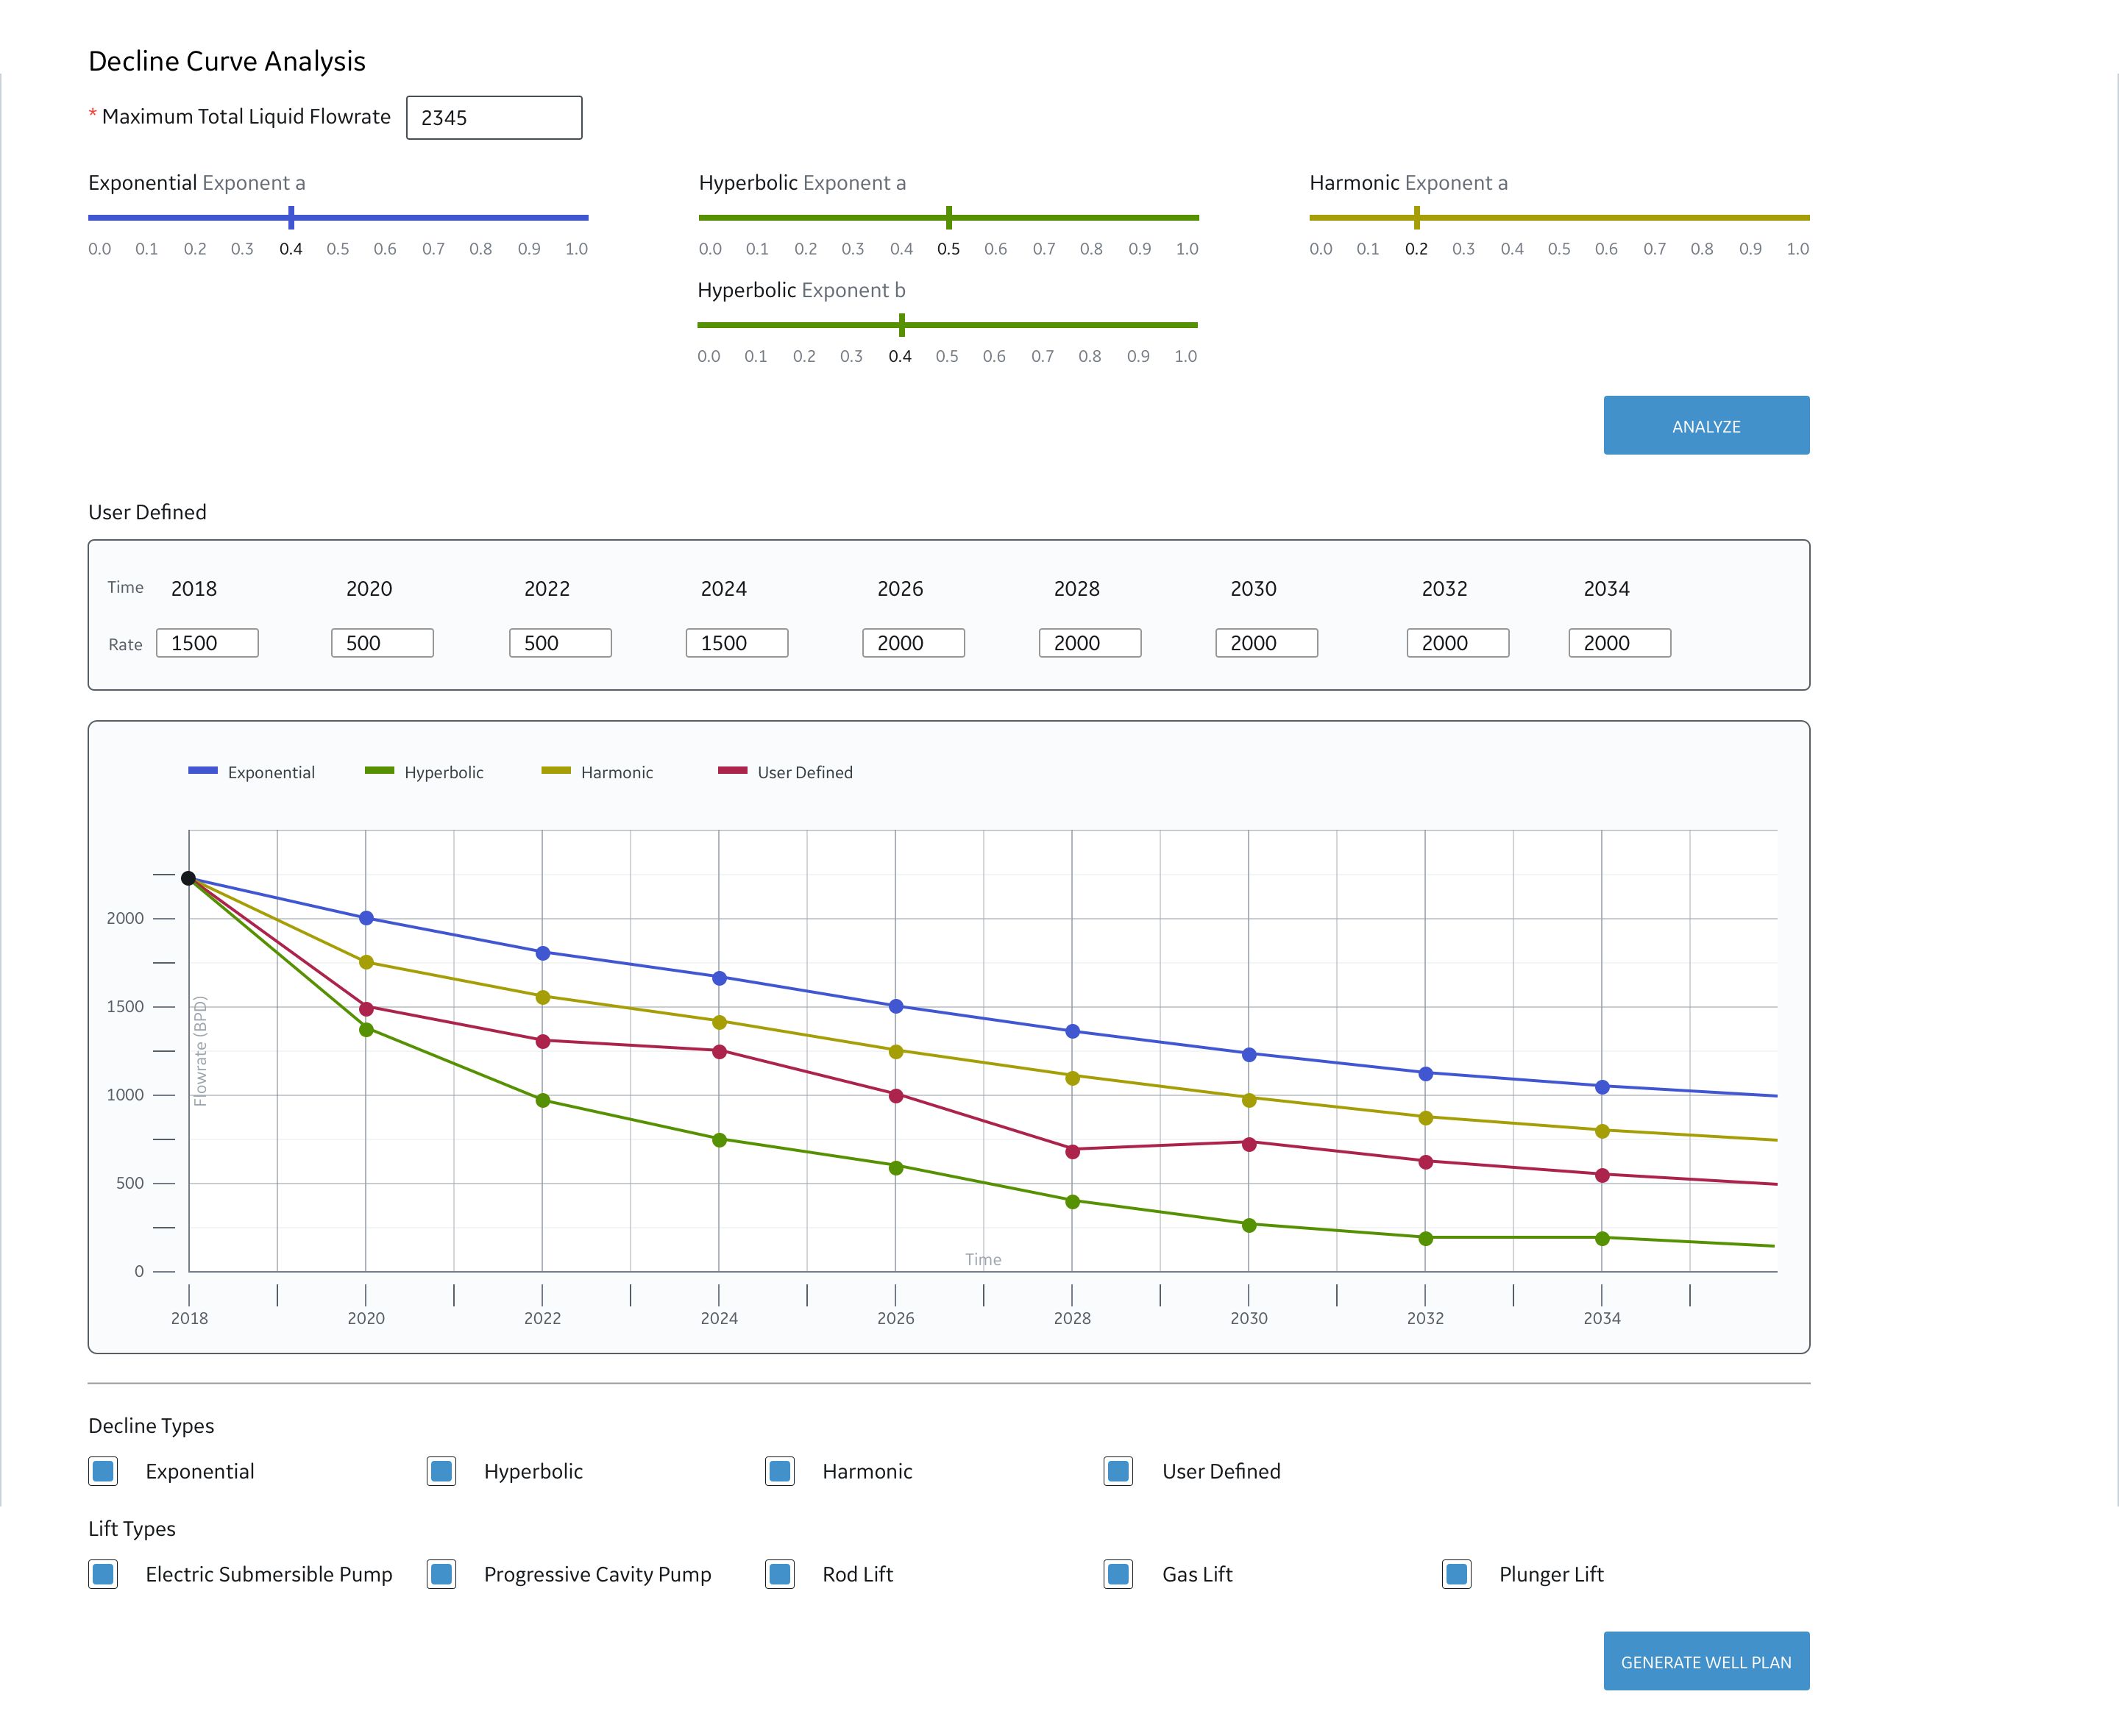 Decline Curve Analysis
* Maximum Total Liquid Flowrate 2345
Exponential Exponent a
0.0 0.1 0.2 0.3 0.4 0.5 0.6 0.7 0.8 0.9 1.0
Hyperbolic Exponent a
0.0 0.1 0.2 0.3 0.4 0.5 0.6 0.7 0.8 0.9 1.0
Harmonic Exponent a
0.0 0.1 0.2 0.3 0.4 0.5 0.6 0.7 0.8 0.9 1.0
Hyperbolic Exponent b
0.0 0.1 0.2 0.3 0.4 0.5 0.6 0.7 0.8 0.9 1.0
ANALYZE
User Defined
Time 2018 2020 2022 2024 2026 2028 2030 2032 2034
Rate 1500 500 500 1500 2000 2000 2000 2000 2000
Exponential Hyperbolic Harmonic User Defined
2000
1500
1000
500
0
Flowrate (BPD)
Time
2018 2020 2022 2024 2026 2028 2030 2032 2034
Decline Types
Exponential Hyperbolic Harmonic User Defined
Lift Types
Electric Submersible Pump Progressive Cavity Pump Rod Lift Gas Lift Plunger Lift
GENERATE WELL PLAN